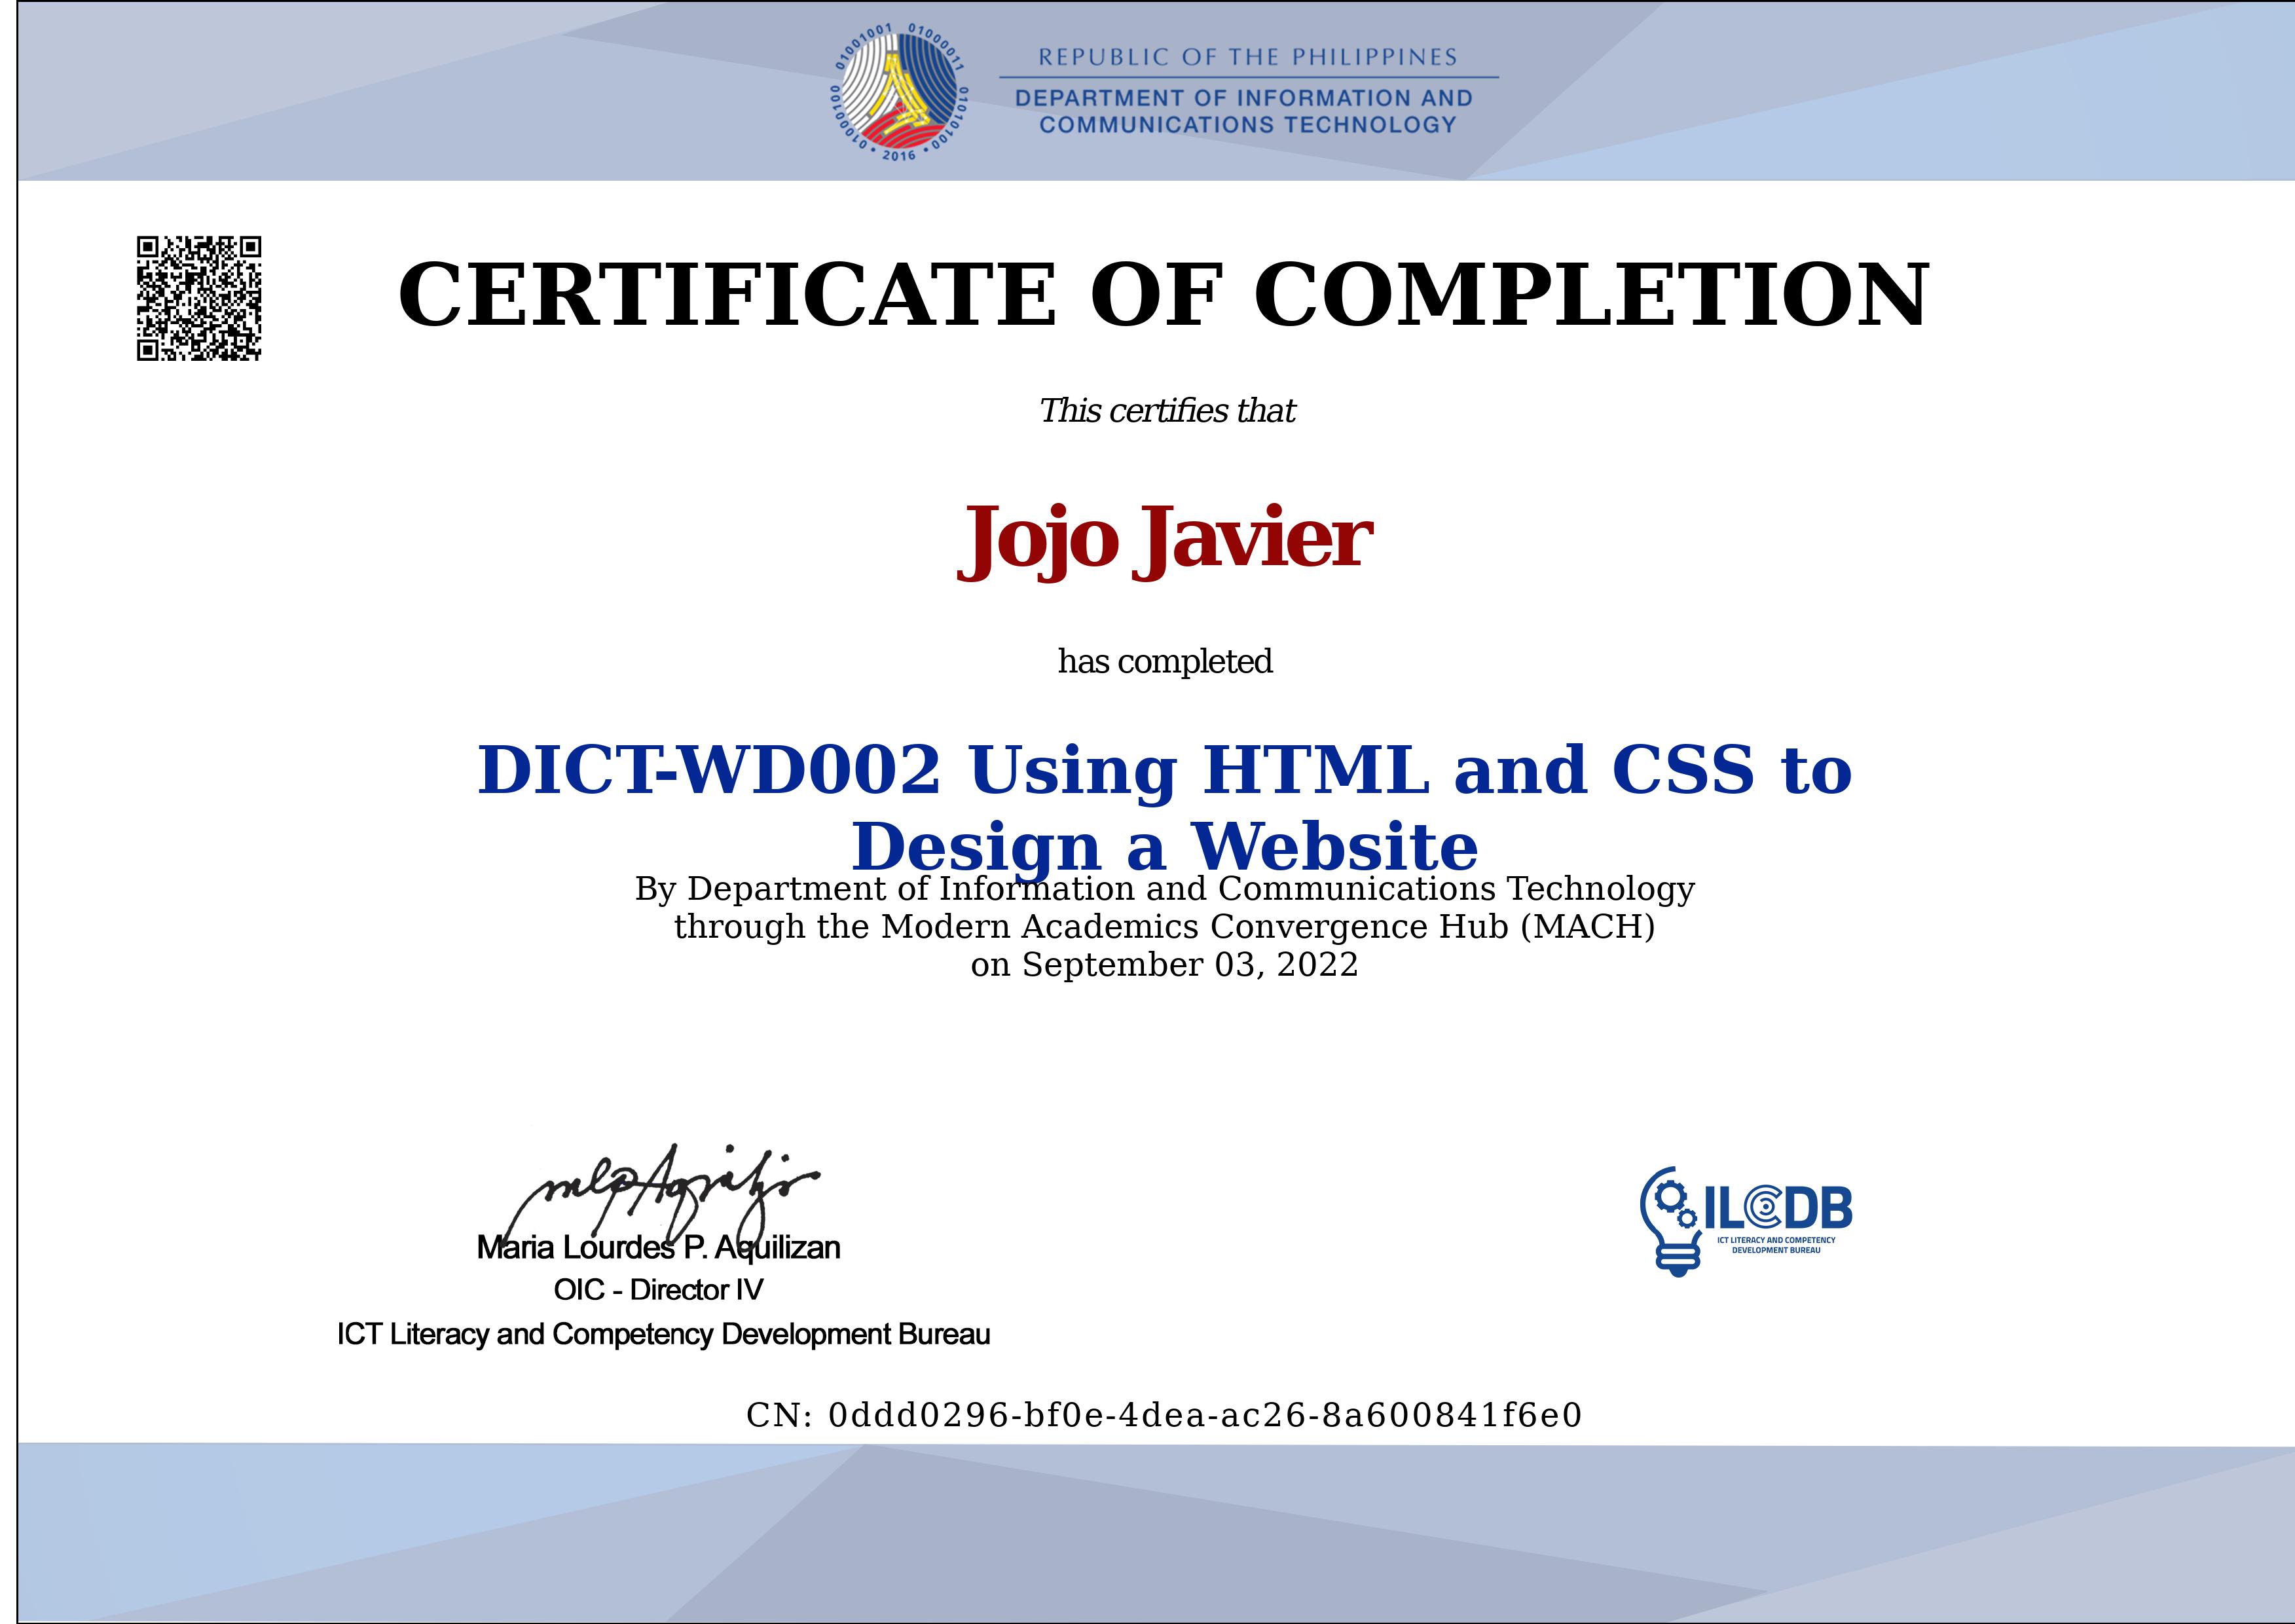 01001001 01000011 01010100 01000100 • 2016 •
REPUBLIC OF THE PHILIPPINES
DEPARTMENT OF INFORMATION AND
COMMUNICATIONS TECHNOLOGY
CERTIFICATE OF COMPLETION
This certifies that
Jojo Javier
has completed
DICT-WD002 Using HTML and CSS to
Design a Website
By Department of Information and Communications Technology
through the Modern Academics Convergence Hub (MACH)
on September 03, 2022
Maria Lourdes P. Aquilizan
OIC - Director IV
ICT Literacy and Competency Development Bureau
ILCDB
ICT LITERACY AND COMPETENCY
DEVELOPMENT BUREAU
CN: 0ddd0296-bf0e-4dea-ac26-8a600841f6e0